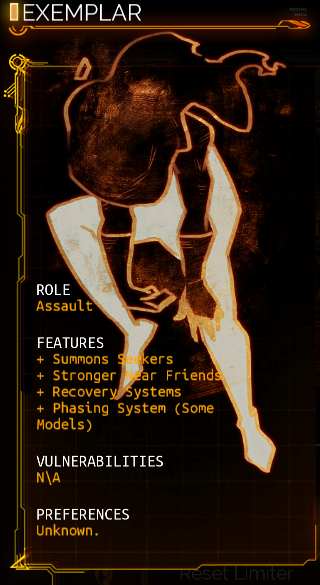 EXEMPLAR
ROLE
Assault
FEATURES
+ Summons Seekers
+ Stronger Near Friends
+ Recovery Systems
+ Phasing System (Some
Models)
VULNERABILITIES
N\A
PREFERENCES
Unknown.
Reset Limiter